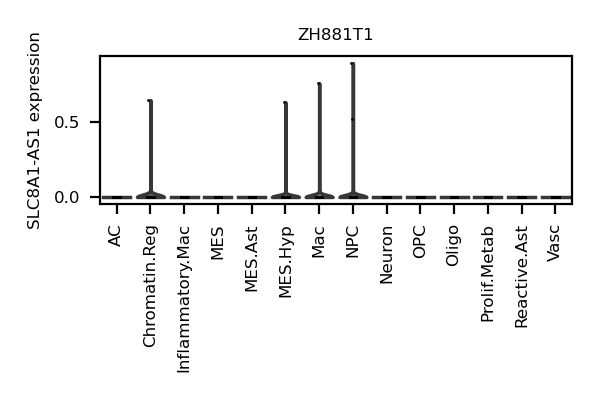 ZH881T1
SLC8A1-AS1 expression
0.5
0.0
AC
Chromatin.Reg
Inflammatory.Mac
MES
MES.Ast
MES.Hyp
Mac
NPC
Neuron
OPC
Oligo
Prolif.Metab
Reactive.Ast
Vasc